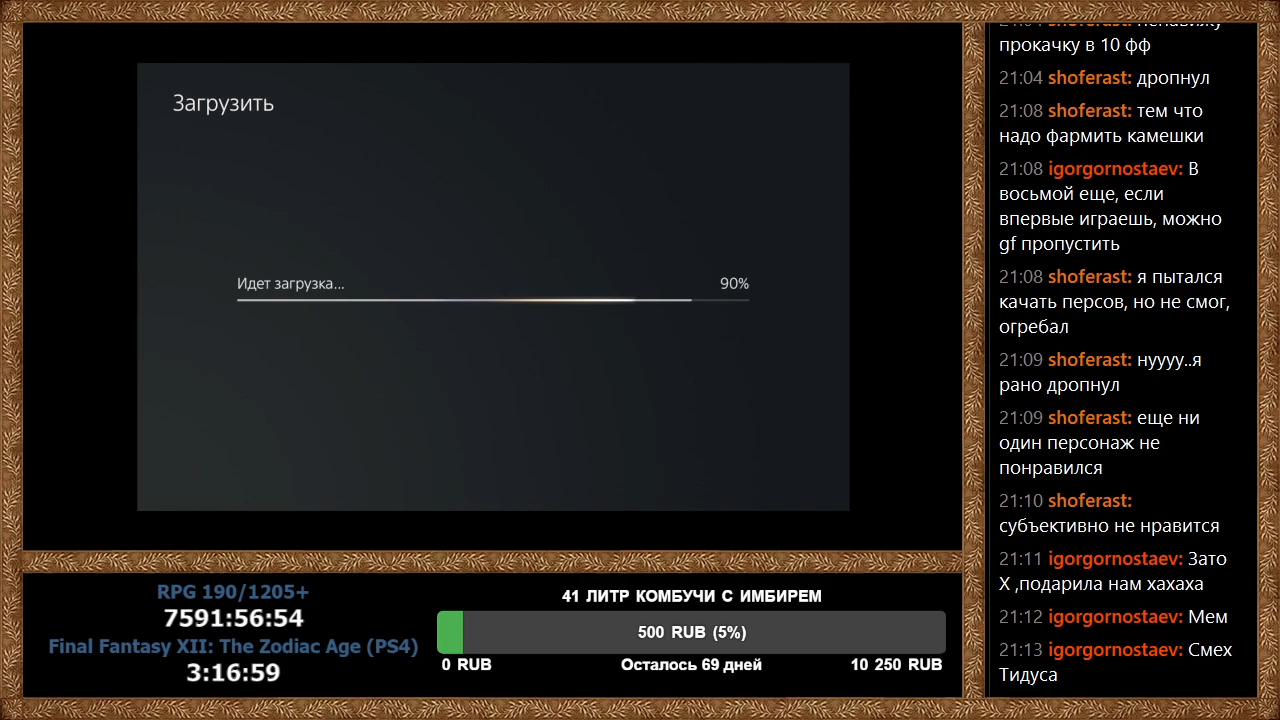 Загрузить
Идет загрузка...
90%
RPG 190/1205+
7591:56:54
Final Fantasy XII: The Zodiac Age (PS4)
3:16:59
41 ЛИТР КОМБУЧИ С ИМБИРЕМ
500 RUB (5%)
0 RUB
Осталось 69 дней
10 250 RUB
прокачку в 10 фф
21:04 shoferast: дропнул
21:08 shoferast: тем что
надо фармить камешки
21:08 igorgornostaev: В
восьмой еще, если
впервые играешь, можно
gf пропустить
21:08 shoferast: я пытался
качать персов, но не смог,
огребал
21:09 shoferast: нуууу..я
рано дропнул
21:09 shoferast: еще ни
один персонаж не
понравился
21:10 shoferast:
субъективно не нравится
21:11 igorgornostaev: Зато
X ,подарила нам хахаха
21:12 igorgornostaev: Мем
21:13 igorgornostaev: Смех
Тидуса